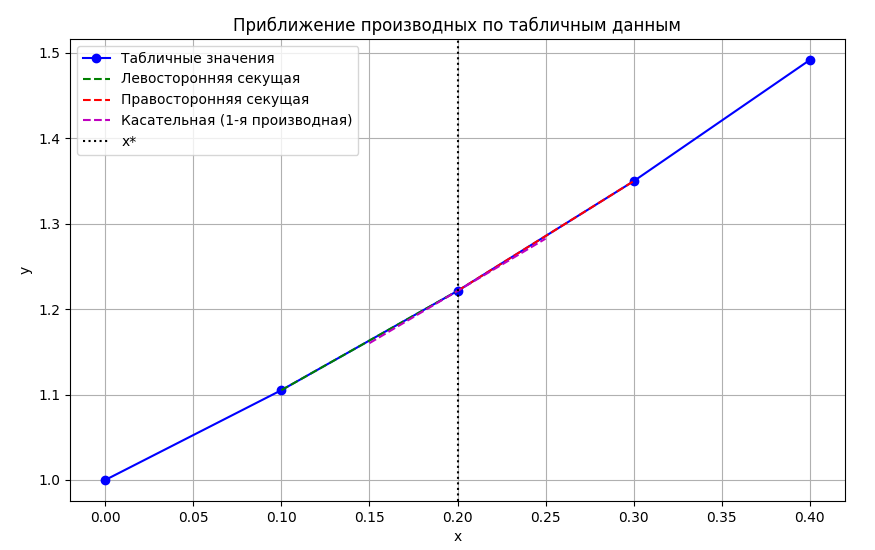 Приближение производных по табличным данным
Табличные значения
Левосторонняя секущая
Правосторонняя секущая
Касательная (1-я производная)
x*
1.5
1.4
1.3
1.2
1.1
1.0
y
0.00 0.05 0.10 0.15 0.20 0.25 0.30 0.35 0.40
x